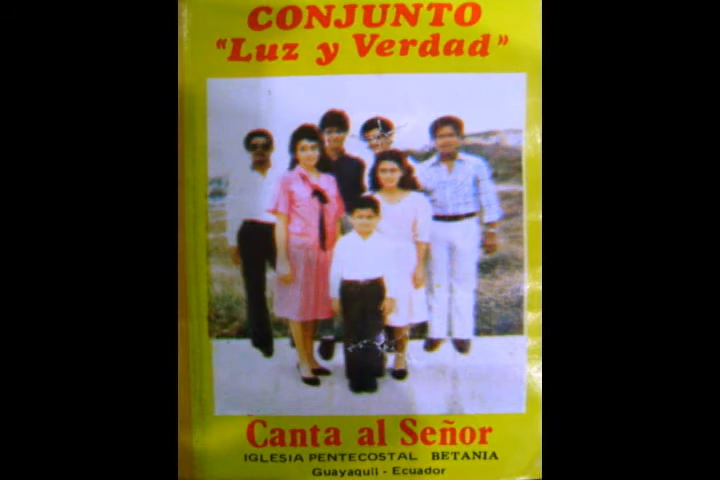 CONJUNTO
"Luz y Verdad"
Canta al Señor
IGLESIA PENTECOSTAL BETANIA
Guayaquil - Ecuador